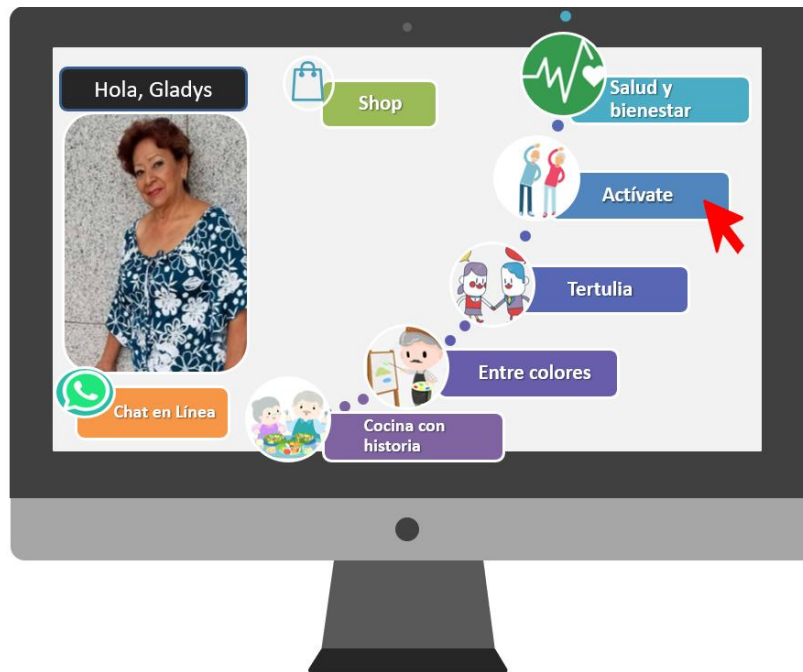 Hola, Gladys
Shop
Salud y
bienestar
Actívate
Tertulia
Entre colores
Chat en Línea
Cocina con
historia